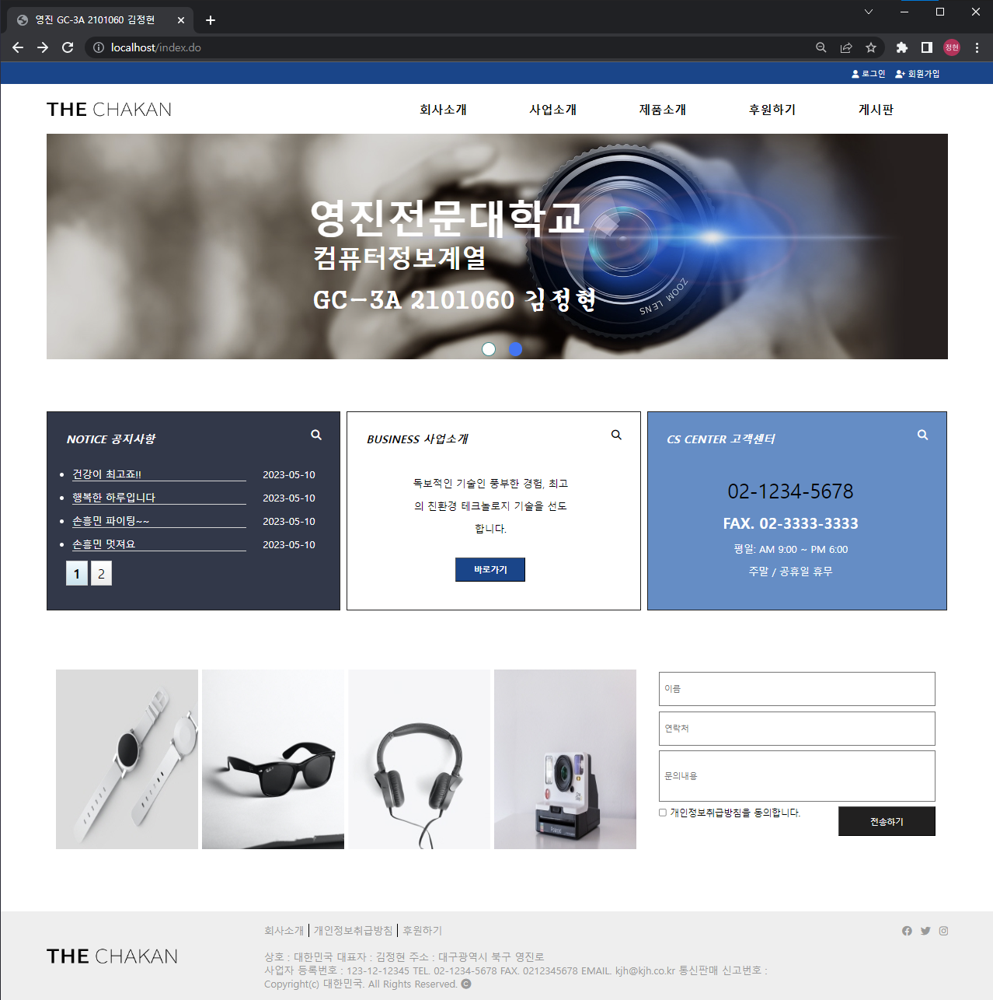 영진 GC-3A 2101060 김정현
localhost/index.do
정현
로그인 회원가입
THE CHAKAN
회사소개 사업소개 제품소개 후원하기 게시판
영진전문대학교
컴퓨터정보계열
GC-3A 2101060 김정현
ZOOM LENS
NOTICE 공지사항
건강이 최고죠!! 2023-05-10
행복한 하루입니다 2023-05-10
손흥민 파이팅~~ 2023-05-10
손흥민 멋져요 2023-05-10
1 2
BUSINESS 사업소개
독보적인 기술인 풍부한 경험, 최고
의 친환경 테크놀로지 기술을 선도
합니다.
바로가기
CS CENTER 고객센터
02-1234-5678
FAX. 02-3333-3333
평일: AM 9:00 ~ PM 6:00
주말 / 공휴일 휴무
이름
연락처
문의내용
개인정보취급방침을 동의합니다.
전송하기
THE CHAKAN
회사소개 | 개인정보취급방침 | 후원하기
상호 : 대한민국 대표자 : 김정현 주소 : 대구광역시 북구 영진로
사업자 등록번호 : 123-12-12345 TEL. 02-1234-5678 FAX. 0212345678 EMAIL. kjh@kjh.co.kr 통신판매 신고번호 :
Copyright(c) 대한민국. All Rights Reserved.